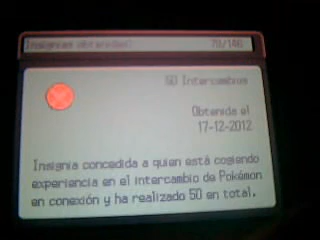 Insignias obtenidas: 70/146
50 Intercambios
Obtenida el
17-12-2012
Insignia concedida a quien está cogiendo
experiencia en el intercambio de Pokémon
en conexión y ha realizado 50 en total.